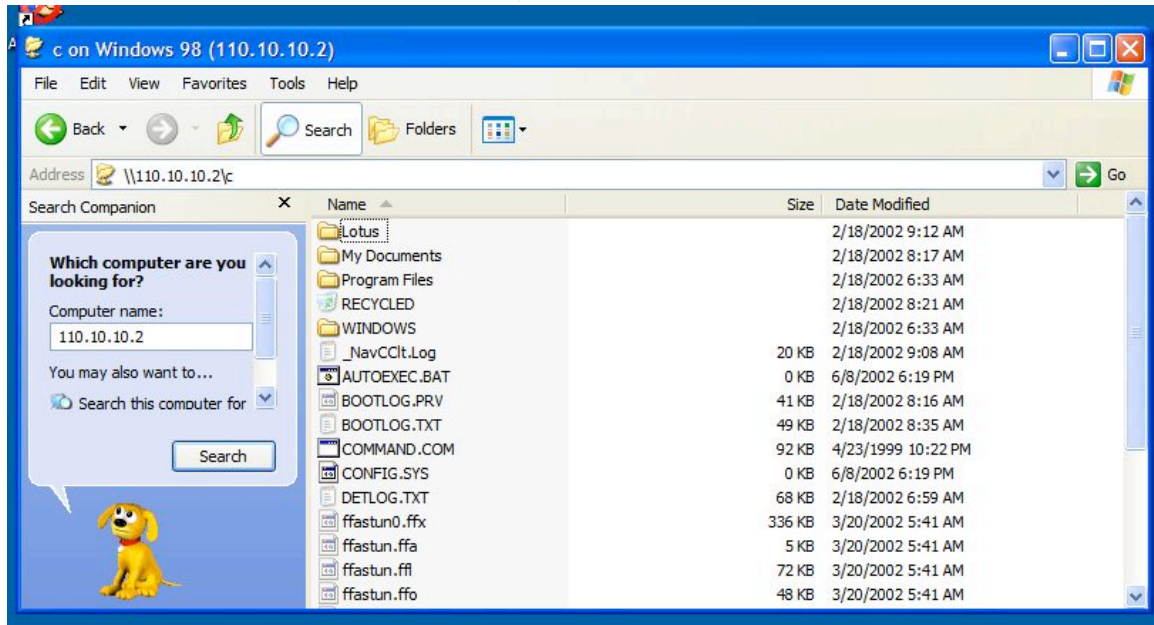 A
c on Windows 98 (110.10.10.2)
File Edit View Favorites Tools Help
Back Search Folders
Address \\110.10.10.2\c Go
Search Companion
Which computer are you
looking for?
Computer name:
110.10.10.2
You may also want to...
Search this computer for
Search
Name Size Date Modified
Lotus 2/18/2002 9:12 AM
My Documents 2/18/2002 8:17 AM
Program Files 2/18/2002 6:33 AM
RECYCLED 2/18/2002 8:21 AM
WINDOWS 2/18/2002 6:33 AM
_NavCClt.Log 20 KB 2/18/2002 9:08 AM
AUTOEXEC.BAT 0 KB 6/8/2002 6:19 PM
BOOTLOG.PRV 41 KB 2/18/2002 8:16 AM
BOOTLOG.TXT 49 KB 2/18/2002 8:35 AM
COMMAND.COM 92 KB 4/23/1999 10:22 PM
CONFIG.SYS 0 KB 6/8/2002 6:19 PM
DETLOG.TXT 68 KB 2/18/2002 6:59 AM
ffastun0.ffx 336 KB 3/20/2002 5:41 AM
ffastun.ffa 5 KB 3/20/2002 5:41 AM
ffastun.ffl 72 KB 3/20/2002 5:41 AM
ffastun.ffo 48 KB 3/20/2002 5:41 AM